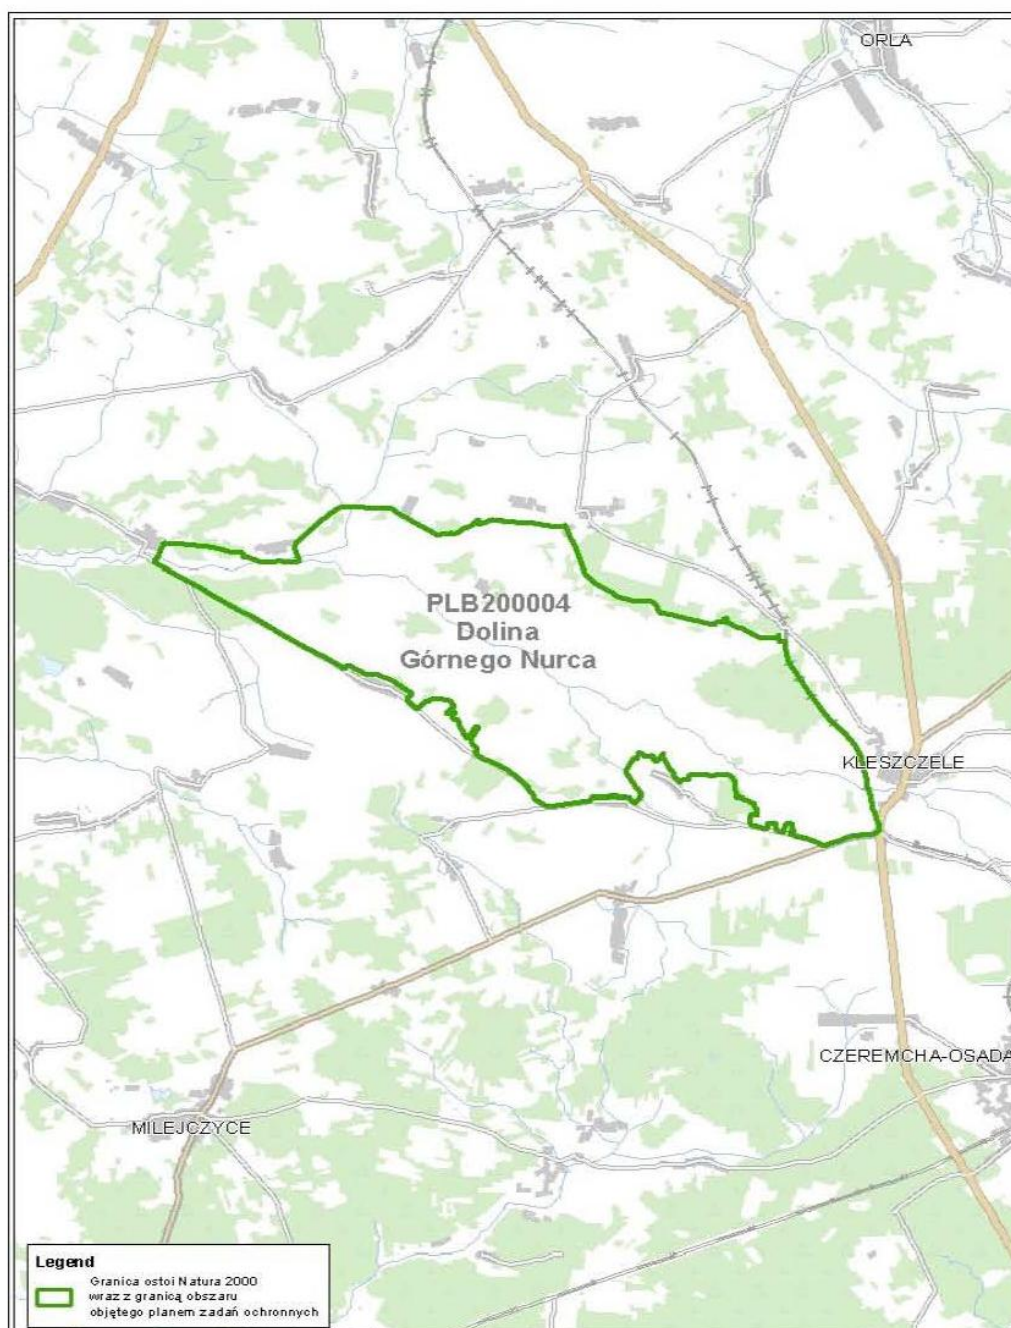 ORLA
PLB200004
Dolina
Górnego Nurca
KLESZCZELE
CZEREMCHA-OSADA
MILEJCZYCE
Legend
Granica ostoi Natura 2000
wraz z granicą obszaru
objętego planem zadań ochronnych